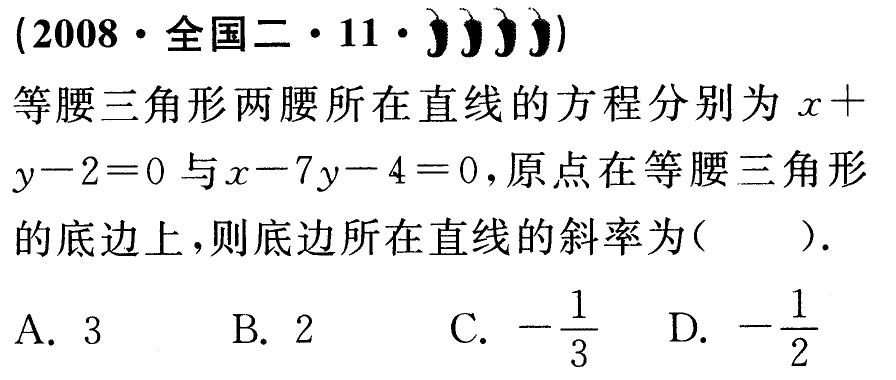 (2008·全国二·11·)
等腰三角形两腰所在直线的方程分别为 x+
y-2=0 与 x-7y-4=0,原点在等腰三角形
的底边上,则底边所在直线的斜率为(  ).
A. 3  B. 2  C. -1/3  D. -1/2